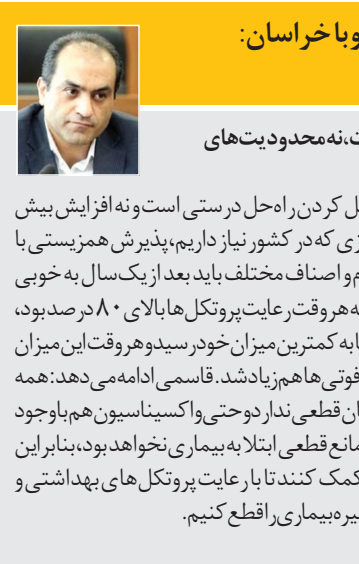 وبا خراسان:
ت، نه محدودیت‌های
ل کردن راه حل درستی است و نه افزایش بیش
زی که در کشور نیاز داریم، پذیرش همزیستی با
م و اصناف مختلف باید بعد از یک سال به خوبی
ه هر وقت رعایت پروتکل ها بالای ۸۰ درصد بود،
ا به کمترین میزان خود رسید و هر وقت این میزان
فوتی ها هم زیاد شد. قاسمی ادامه می دهد: همه
ان قطعی ندارد و حتی واکسیناسیون هم با وجود
مانع قطعی ابتلا به بیماری نخواهد بود، بنابراین
کمک کنند تا با رعایت پروتکل های بهداشتی و
یره بیماری را قطع کنیم.